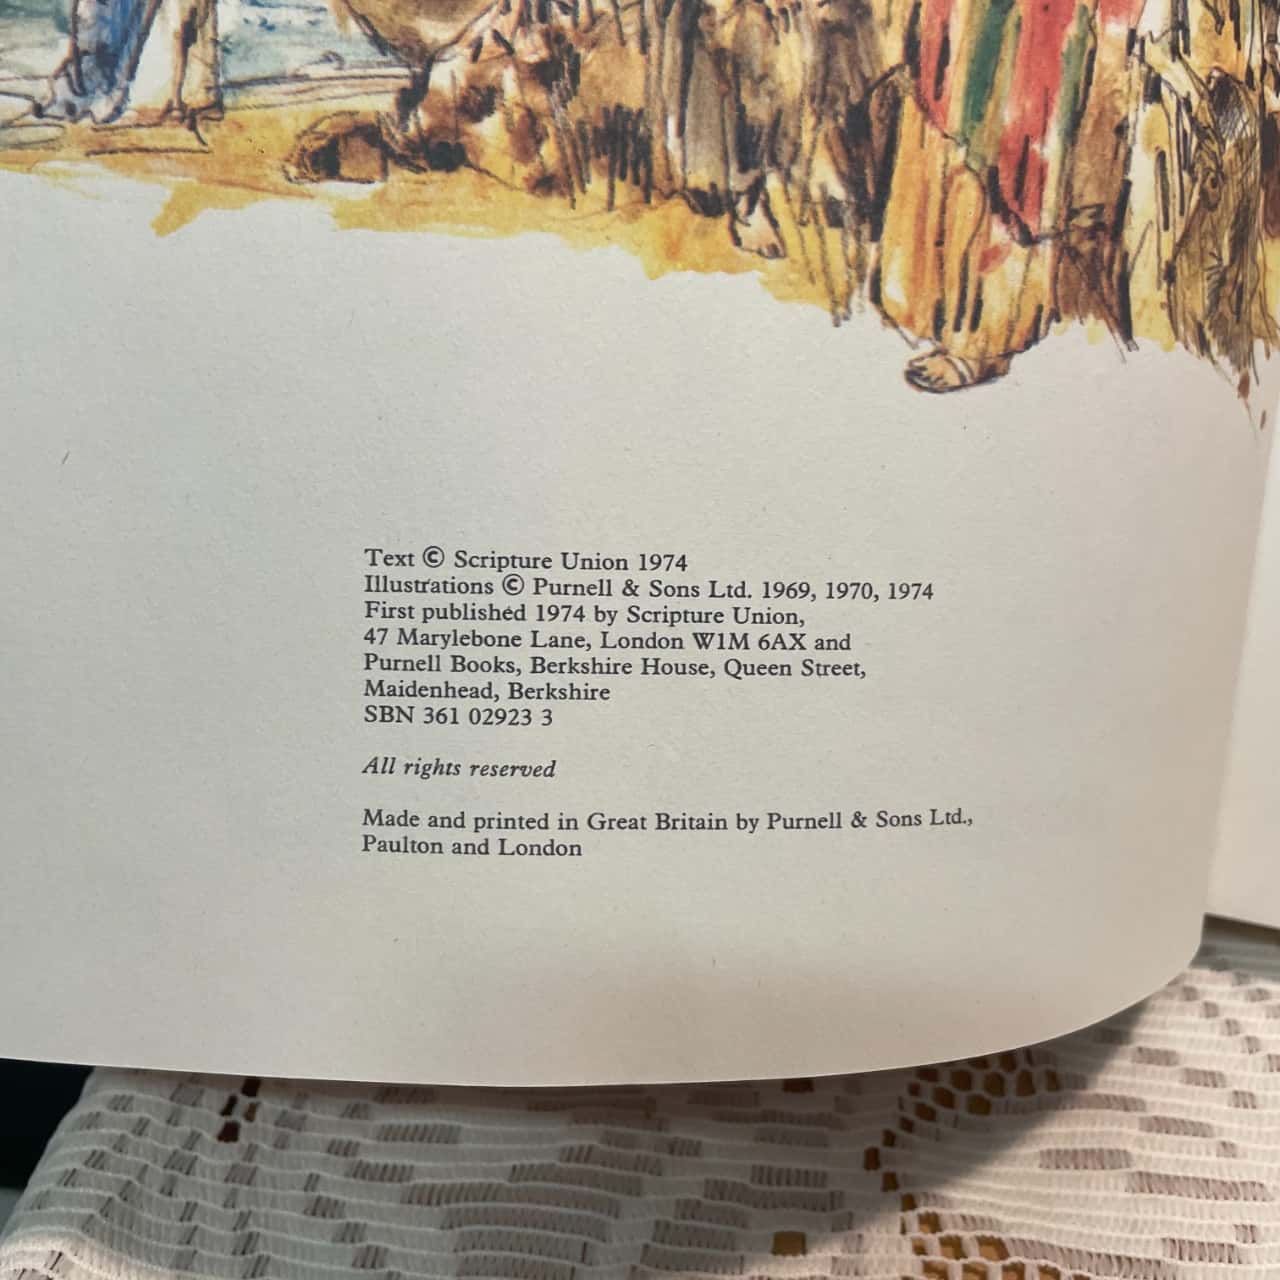 Text © Scripture Union 1974
Illustrations © Purnell & Sons Ltd. 1969, 1970, 1974
First published 1974 by Scripture Union,
47 Marylebone Lane, London W1M 6AX and
Purnell Books, Berkshire House, Queen Street,
Maidenhead, Berkshire
SBN 361 02923 3
All rights reserved
Made and printed in Great Britain by Purnell & Sons Ltd.,
Paulton and London